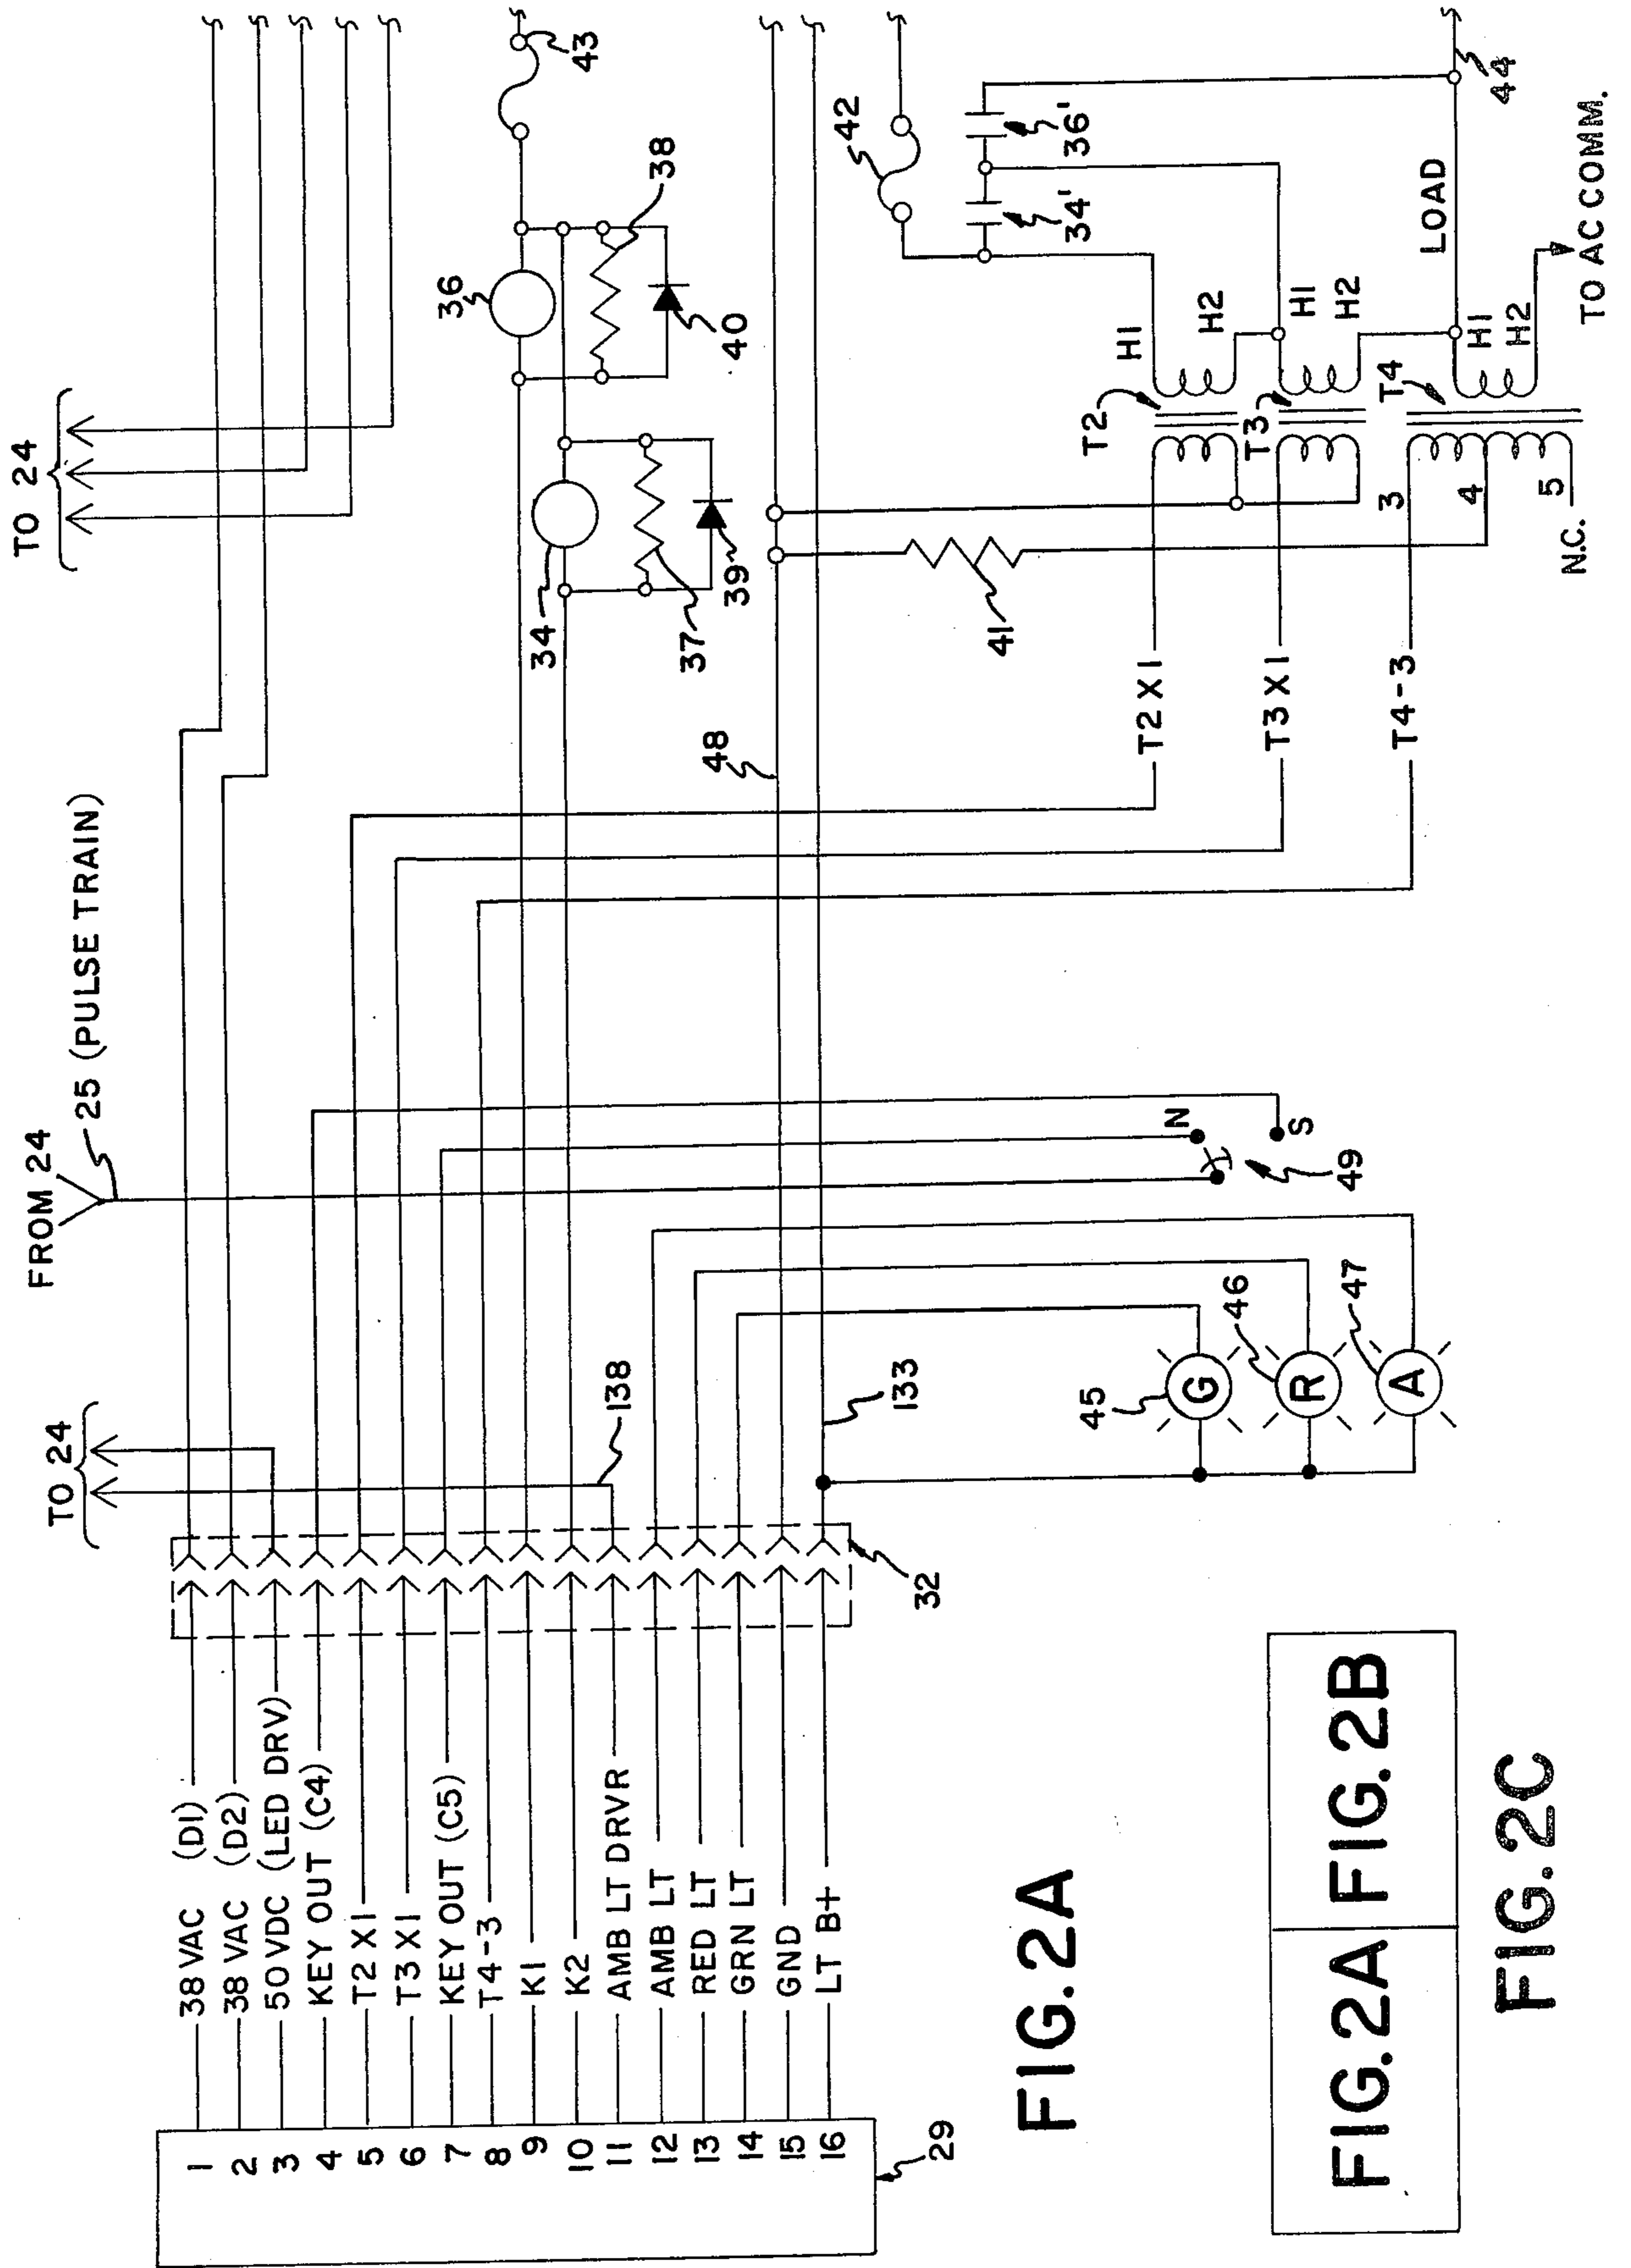 29
1 38 VAC (D1)
2 38 VAC (D2)
3 50 VDC (LED DRV)
4 KEY OUT (C4)
5 T2 X1
6 T3 X1
7 KEY OUT (C5)
8 T4-3
9 K1
10 K2
11 AMB LT DRVR
12 AMB LT
13 RED LT
14 GRN LT
15 GND
16 LT B+
32
TO 24
138
FROM 24
25 (PULSE TRAIN)
TO 24
133
45
G
46
R
47
A
N
S
49
48
34
37
39
36
38
40
43
41
T2 X1
T3 X1
T4-3
T2
T3
T4
3
4
5
N.C.
H1
H2
H1
H2
H1
H2
42
34'
36'
LOAD
44
TO AC COMM.
FIG. 2A
FIG. 2A FIG. 2B
FIG. 2C